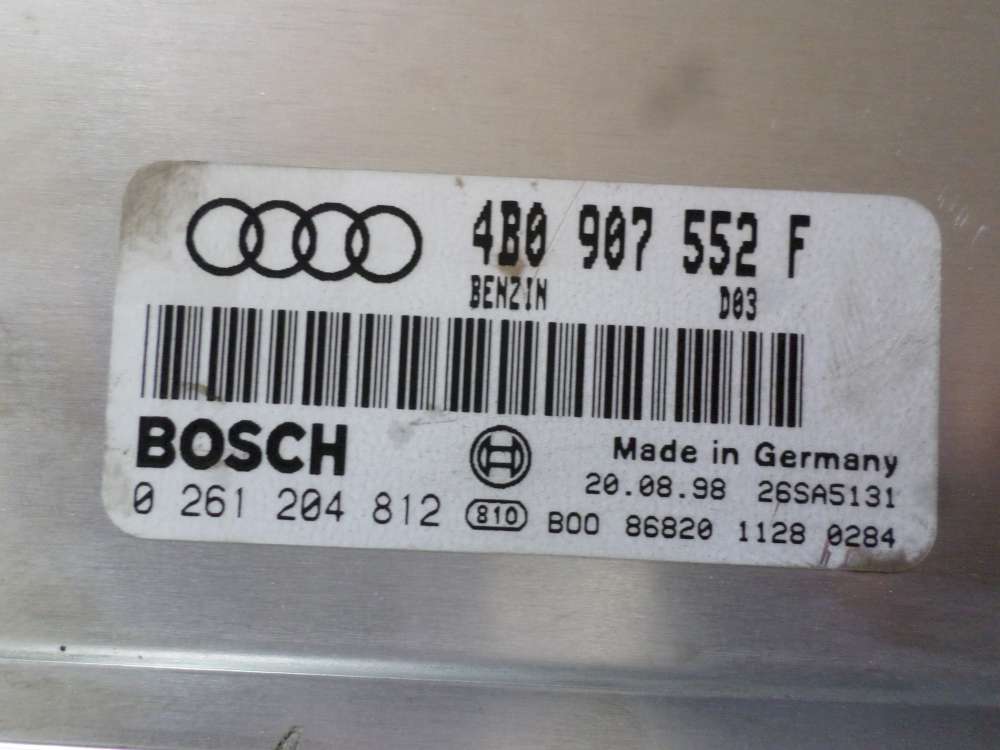 4B0 907 552 F
BENZIN D03
BOSCH
Made in Germany
20.08.98 26SA5131
0 261 204 812 810 B00 86820 1128 0284